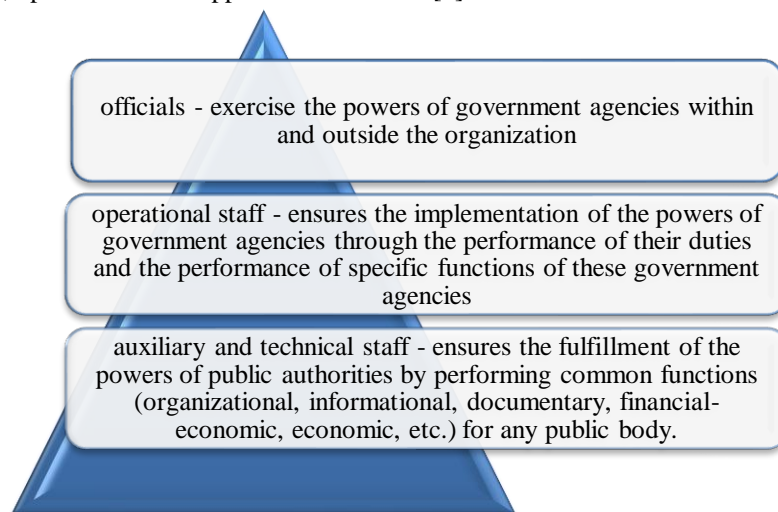 officials - exercise the powers of government agencies within
and outside the organization
operational staff - ensures the implementation of the powers of
government agencies through the performance of their duties
and the performance of specific functions of these government
agencies
auxiliary and technical staff - ensures the fulfillment of the
powers of public authorities by performing common functions
(organizational, informational, documentary, financial-
economic, economic, etc.) for any public body.